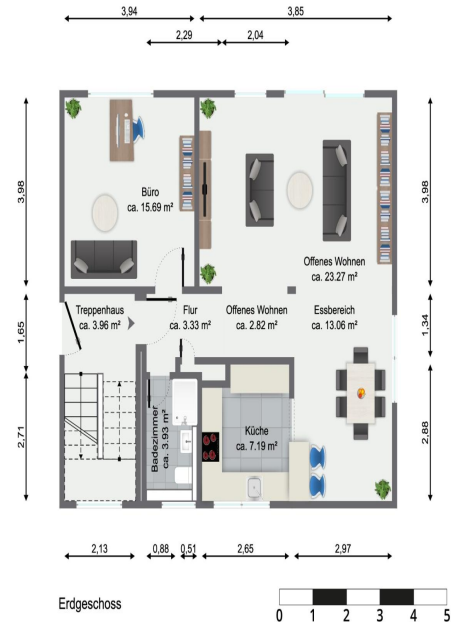 3,94
3,85
2,29
2,04
3,98
3,98
Büro
ca. 15.69 m²
Offenes Wohnen
ca. 23.27 m²
1,65
Treppenhaus
ca. 3.96 m²
Flur
ca. 3.33 m²
Offenes Wohnen
ca. 2.82 m²
Essbereich
ca. 13.06 m²
1,34
2,71
Badezimmer
ca. 3.93 m²
Küche
ca. 7.19 m²
2,88
2,13
0,88
0,51
2,65
2,97
Erdgeschoss
0 1 2 3 4 5